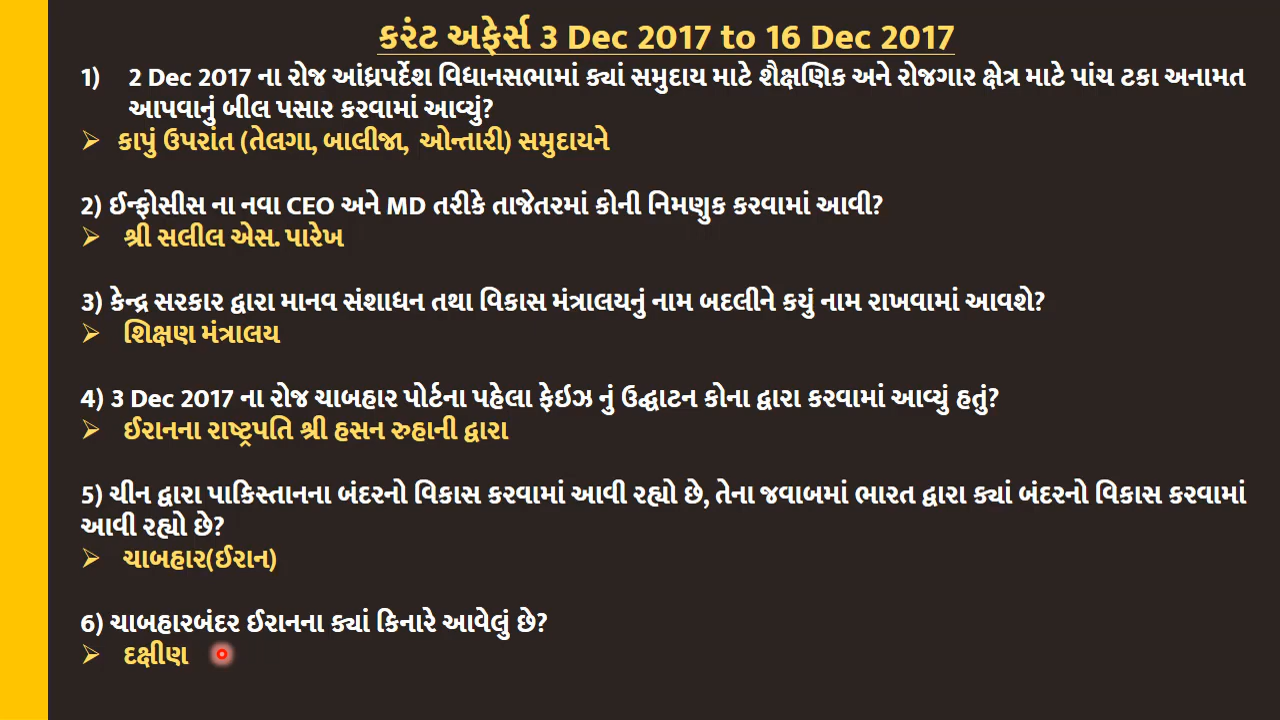 કરંટ અફેર્સ 3 Dec 2017 to 16 Dec 2017
1) 2 Dec 2017 ના રોજ આંધ્રપર્દેશ વિધાનસભામાં ક્યાં સમુદાય માટે શૈક્ષણિક અને રોજગાર ક્ષેત્ર માટે પાંચ ટકા અનામત
આપવાનું બીલ પસાર કરવામાં આવ્યું?
➢ કાપું ઉપરાંત (તેલગા, બાલીજા, ઓન્તારી) સમુદાયને
2) ઈન્ફોસીસ ના નવા CEO અને MD તરીકે તાજેતરમાં કોની નિમણુક કરવામાં આવી?
➢ શ્રી સલીલ એસ. પારેખ
3) કેન્દ્ર સરકાર દ્વારા માનવ સંશાધન તથા વિકાસ મંત્રાલયનું નામ બદલીને કયું નામ રાખવામાં આવશે?
➢ શિક્ષણ મંત્રાલય
4) 3 Dec 2017 ના રોજ ચાબહાર પોર્ટના પહેલા ફેઇઝ નું ઉદ્ઘાટન કોના દ્વારા કરવામાં આવ્યું હતું?
➢ ઈરાનના રાષ્ટ્રપતિ શ્રી હસન રુહાની દ્વારા
5) ચીન દ્વારા પાકિસ્તાનના બંદરનો વિકાસ કરવામાં આવી રહ્યો છે, તેના જવાબમાં ભારત દ્વારા ક્યાં બંદરનો વિકાસ કરવામાં
આવી રહ્યો છે?
➢ ચાબહાર(ઈરાન)
6) ચાબહારબંદર ઈરાનના ક્યાં કિનારે આવેલું છે?
➢ દક્ષીણ